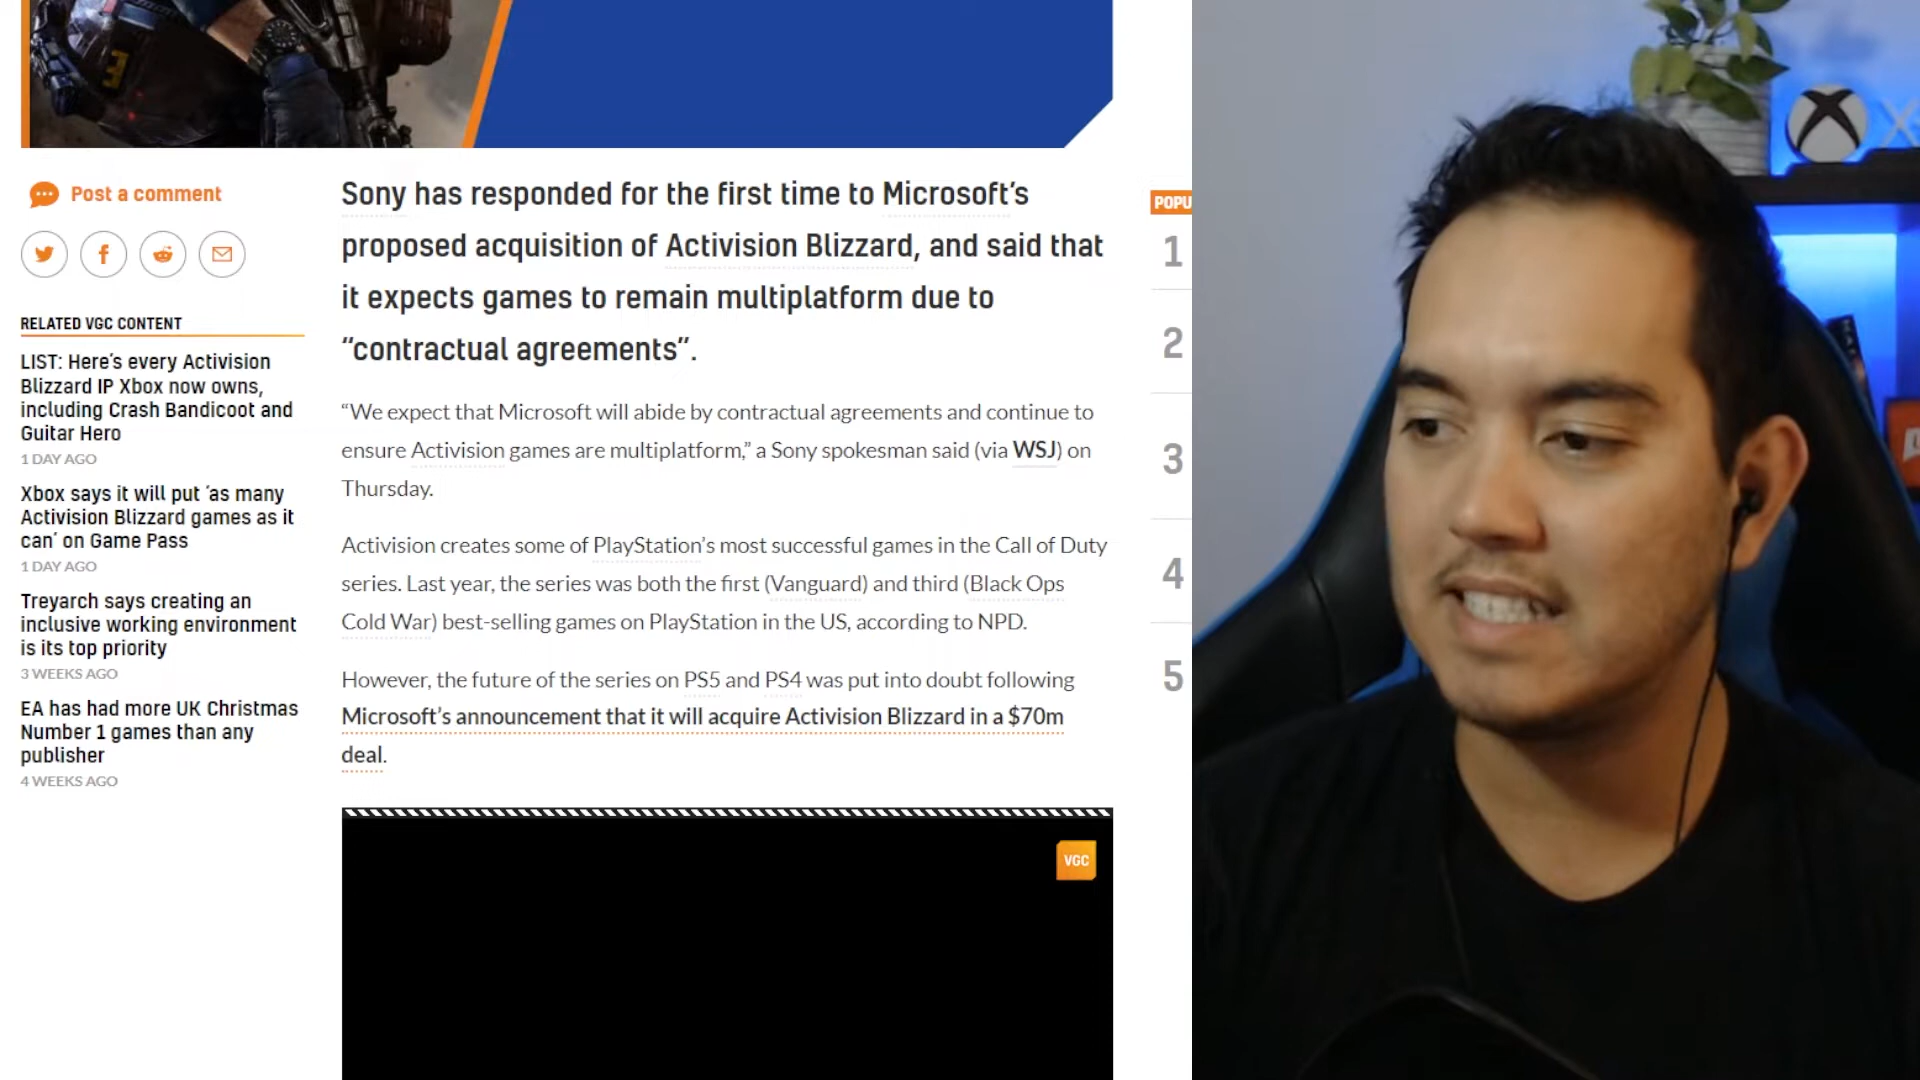 Post a comment
RELATED VGC CONTENT
LIST: Here's every Activision
Blizzard IP Xbox now owns,
including Crash Bandicoot and
Guitar Hero
1 DAY AGO
Xbox says it will put ‘as many
Activision Blizzard games as it
can’ on Game Pass
1 DAY AGO
Treyarch says creating an
inclusive working environment
is its top priority
3 WEEKS AGO
EA has had more UK Christmas
Number 1 games than any
publisher
4 WEEKS AGO
Sony has responded for the first time to Microsoft’s
proposed acquisition of Activision Blizzard, and said that
it expects games to remain multiplatform due to
“contractual agreements”.
“We expect that Microsoft will abide by contractual agreements and continue to
ensure Activision games are multiplatform,” a Sony spokesman said (via WSJ) on
Thursday.
Activision creates some of PlayStation’s most successful games in the Call of Duty
series. Last year, the series was both the first (Vanguard) and third (Black Ops
Cold War) best-selling games on PlayStation in the US, according to NPD.
However, the future of the series on PS5 and PS4 was put into doubt following
Microsoft’s announcement that it will acquire Activision Blizzard in a $70m
deal.
VGC
POPU
1
2
3
4
5